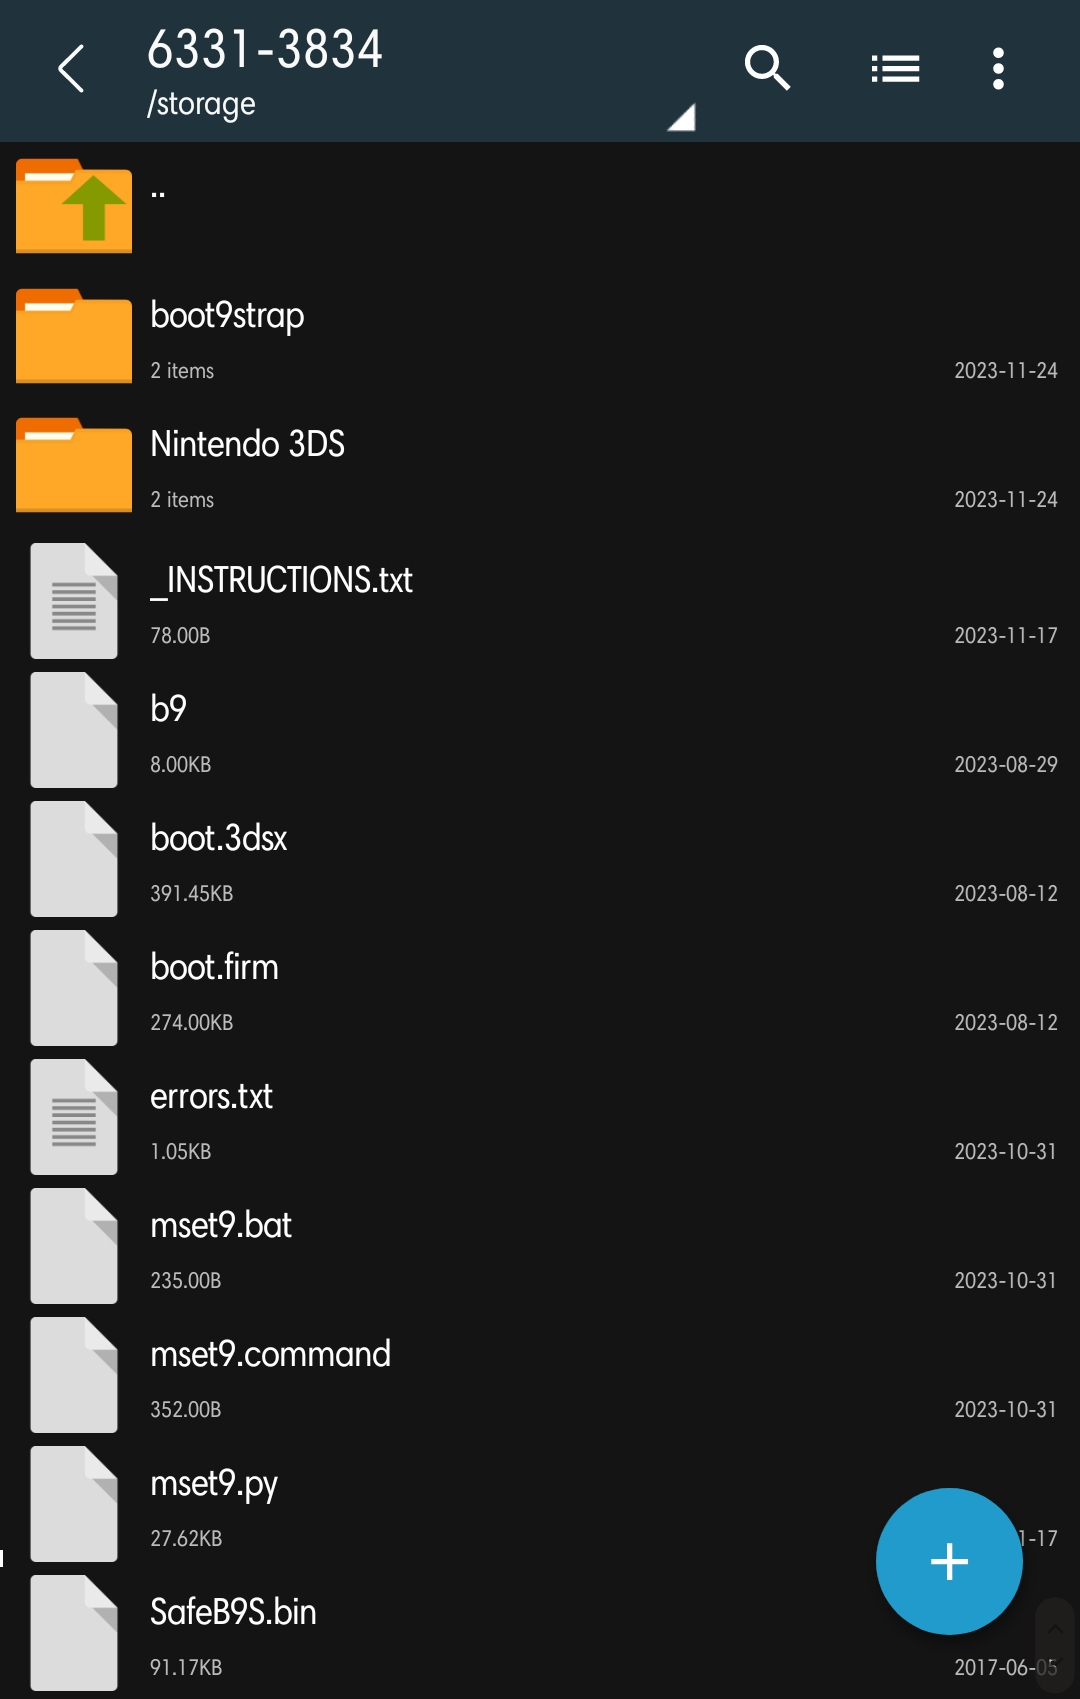 6331-3834
/storage
..
boot9strap
2 items
2023-11-24
Nintendo 3DS
2 items
2023-11-24
_INSTRUCTIONS.txt
78.00B
2023-11-17
b9
8.00KB
2023-08-29
boot.3dsx
391.45KB
2023-08-12
boot.firm
274.00KB
2023-08-12
errors.txt
1.05KB
2023-10-31
mset9.bat
235.00B
2023-10-31
mset9.command
352.00B
2023-10-31
mset9.py
27.62KB
1-17
SafeB9S.bin
91.17KB
2017-06-05